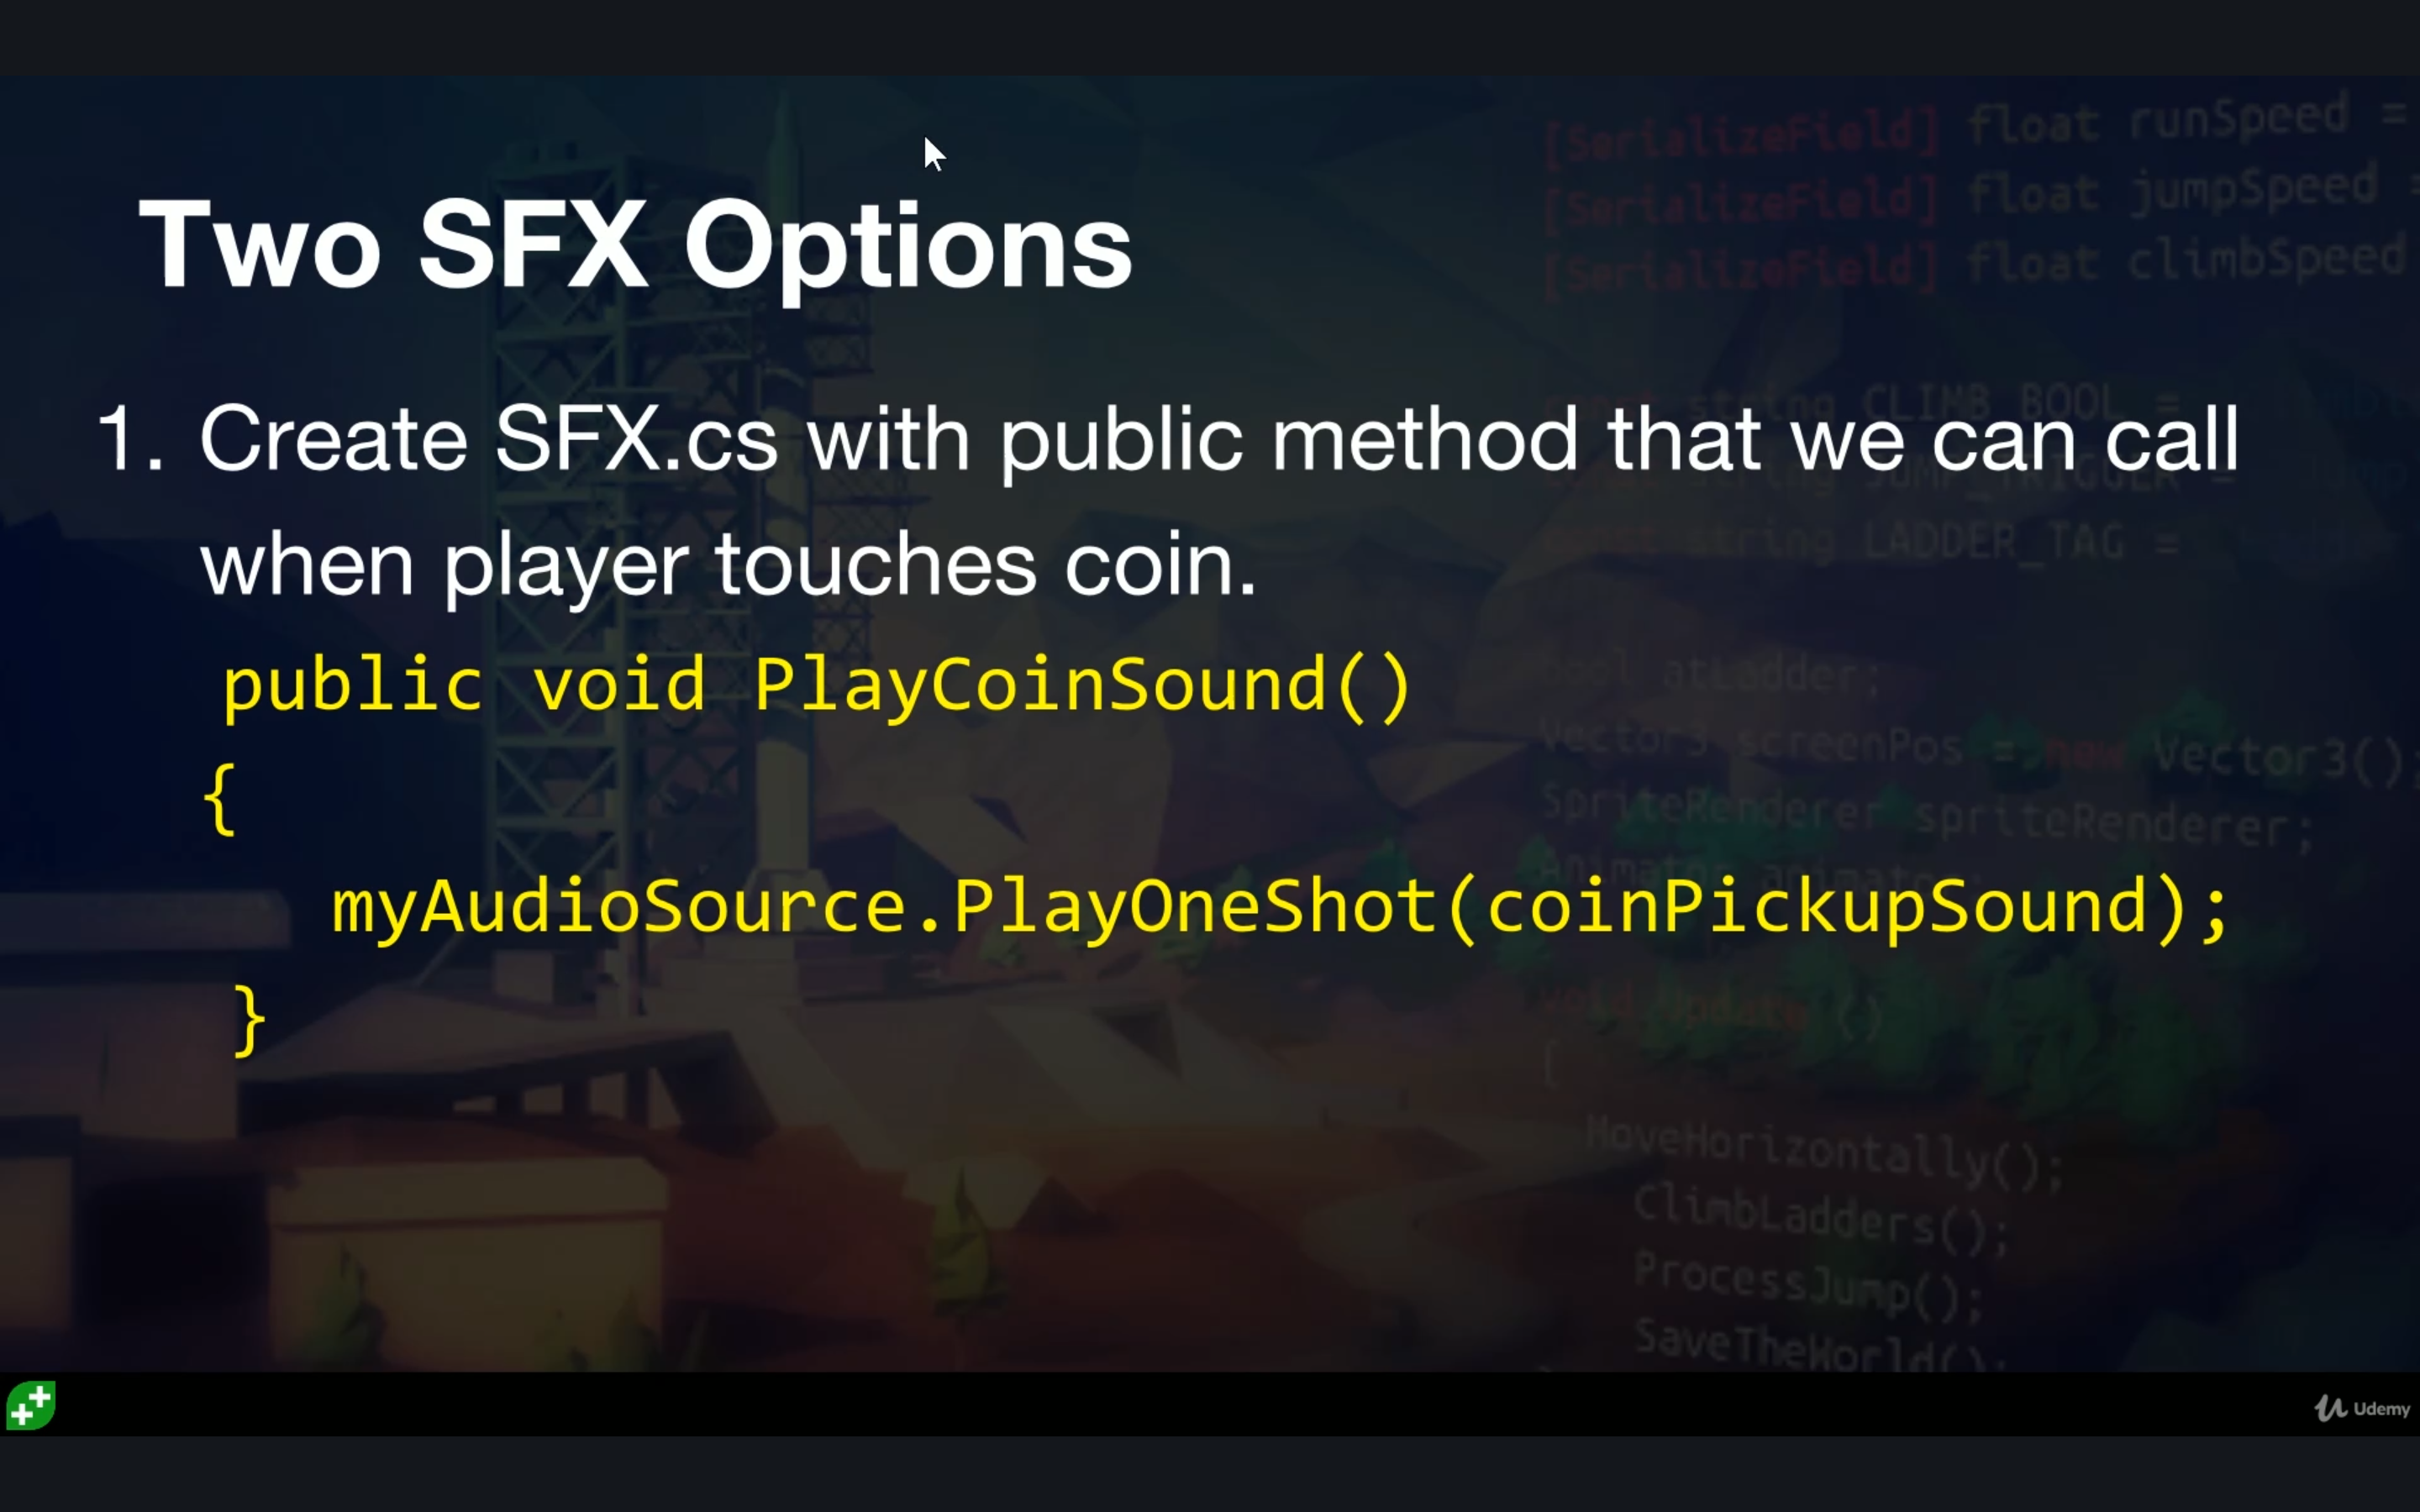 Two SFX Options
1. Create SFX.cs with public method that we can call
when player touches coin.
public void PlayCoinSound()
{
myAudioSource.PlayOneShot(coinPickupSound);
}
[SerializeField] float runSpeed =
[SerializeField] float jumpSpeed =
[SerializeField] float climbSpeed
string CLIMB_BOOL =
string JUMP_TRIGGER =
string LADDER_TAG =
atLadder;
Vector3 screenPos = new Vector3();
SpriteRenderer spriteRenderer;
Animator animator;
void Update ()
{
MoveHorizontally();
ClimbLadders();
ProcessJump();
SaveTheWorld();
Udemy